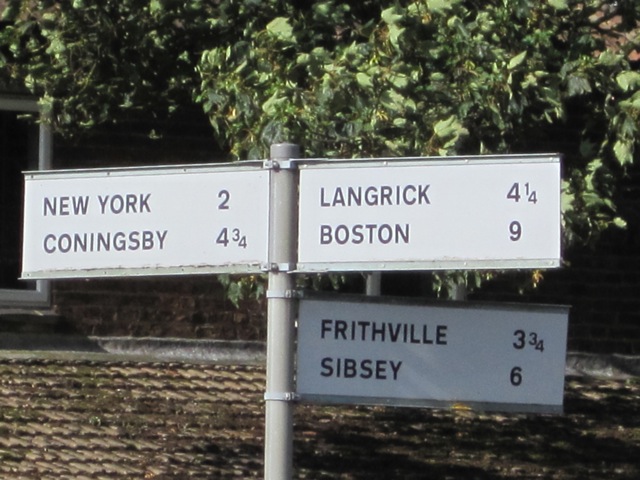 NEW YORK 2
CONINGSBY 4¾
LANGRICK 4¼
BOSTON 9
FRITHVILLE 3¾
SIBSEY 6